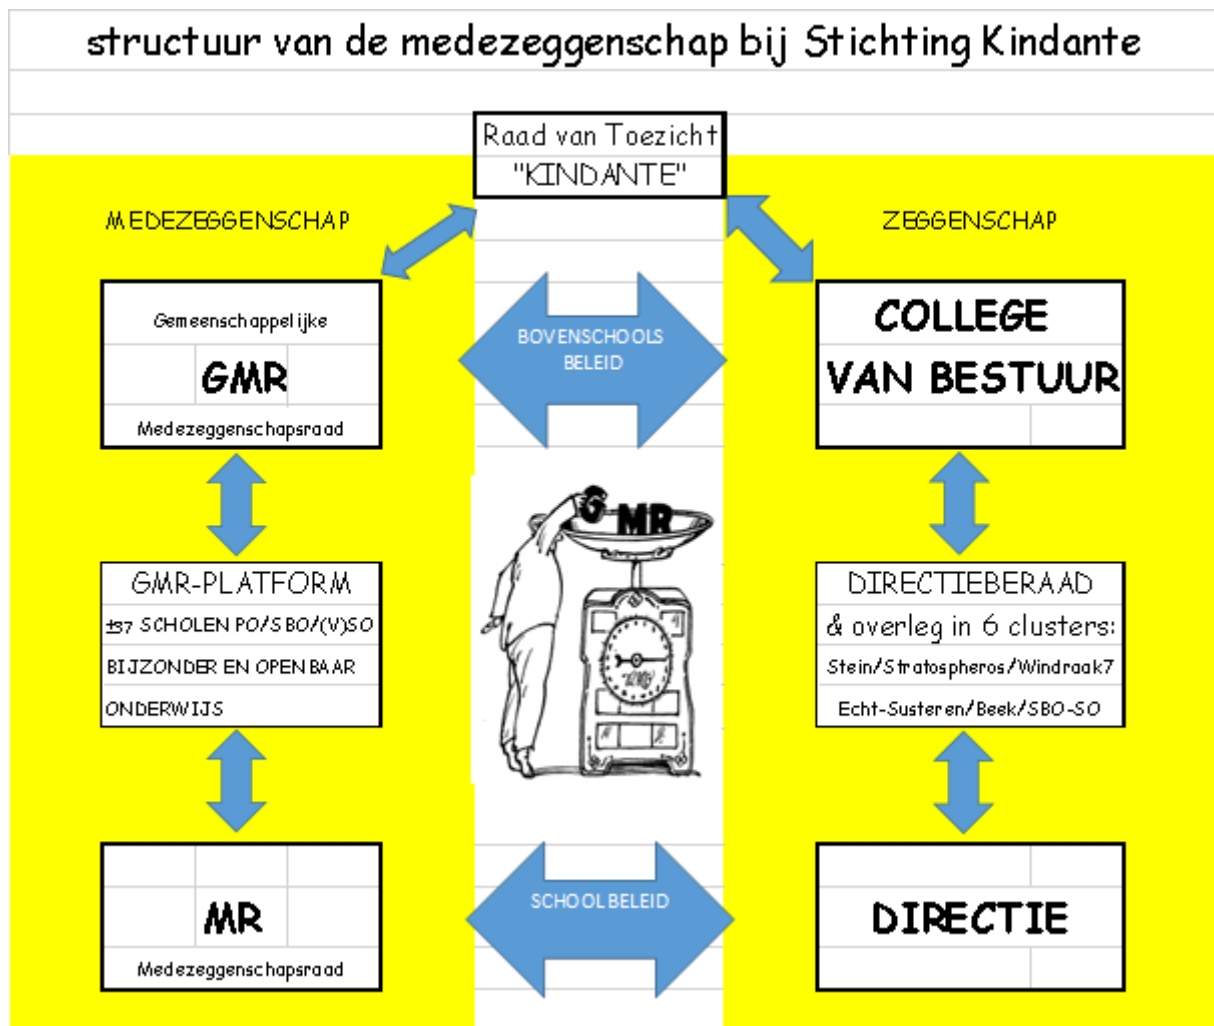 structuur van de medezeggenschap bij Stichting Kindante
Raad van Toezicht
"KINDANTE"
MEDEZEGGENSCHAP
ZEGGENSCHAP
Gemeenschappelijke
GMR
Medezeggenschapsraad
BOVENSCHOOLS
BELEID
COLLEGE
VAN BESTUUR
GMR
GMR-PLATFORM
±37 SCHOLEN PO/SBO/(V)SO
BIJZONDER EN OPENBAAR
ONDERWIJS
DIRECTIEBERAAD
& overleg in 6 clusters:
Stein/Stratospheros/Windraak7
Echt-Susteren/Beek/SBO-SO
MR
Medezeggenschapsraad
SCHOOLBELEID
DIRECTIE